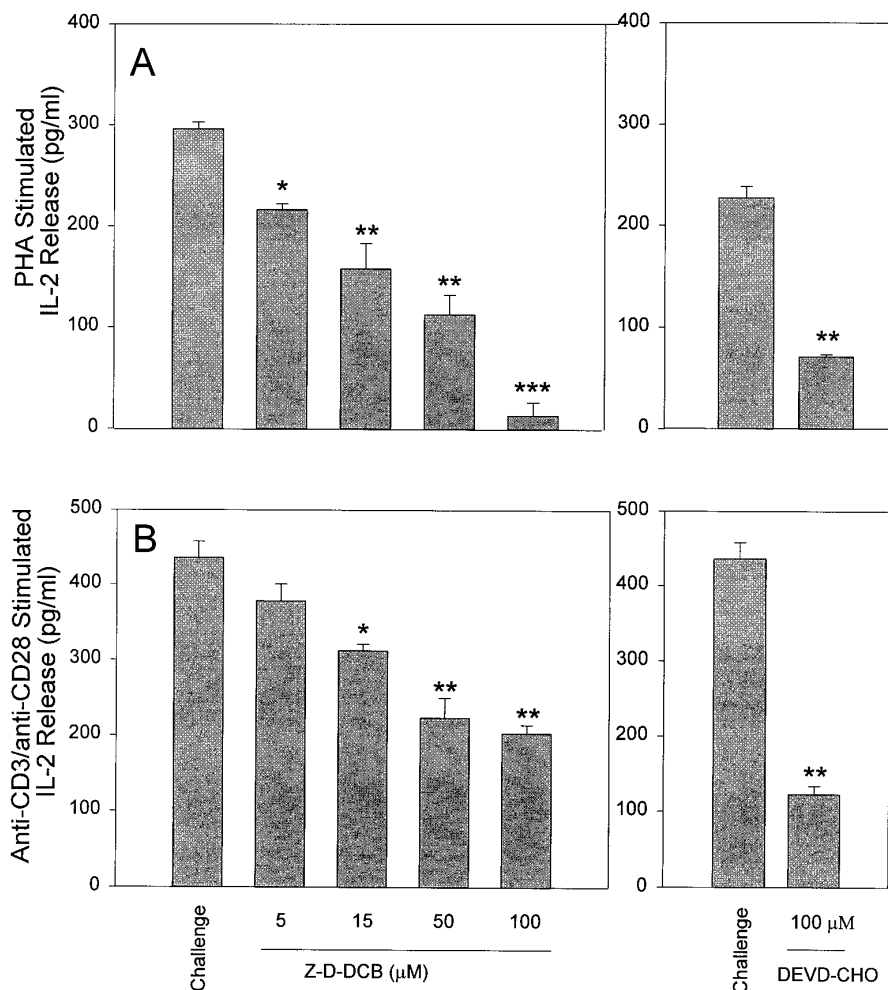 A
PHA Stimulated
IL-2 Release (pg/ml)
400
300
200
100
0
*
**
**
***
400
300
200
100
0
**
B
Anti-CD3/anti-CD28 Stimulated
IL-2 Release (pg/ml)
500
400
300
200
100
0
*
**
**
500
400
300
200
100
0
**
Challenge
5 15 50 100
Z-D-DCB (μM)
Challenge
100 μM
DEVD-CHO